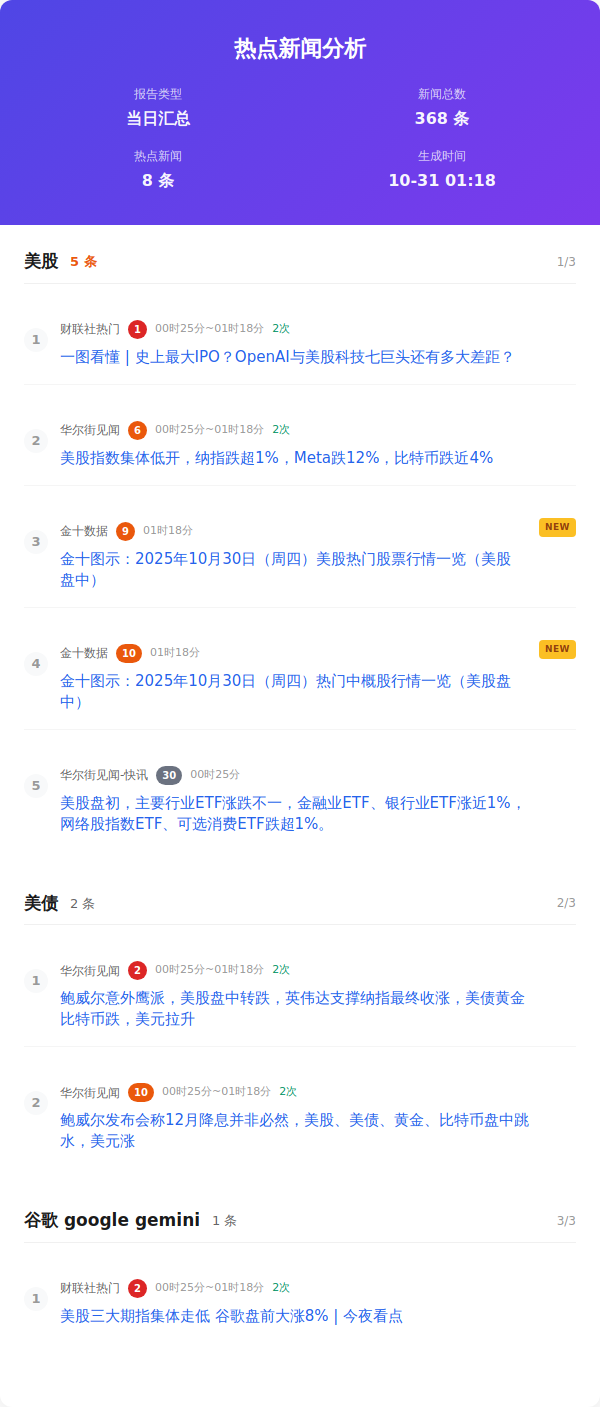 热点新闻分析
报告类型
新闻总数
当日汇总
368 条
热点新闻
生成时间
8 条
10-31 01:18
美股 5 条 1/3
1
财联社热门 1 00时25分~01时18分 2次
一图看懂 | 史上最大IPO？OpenAI与美股科技七巨头还有多大差距？
2
华尔街见闻 6 00时25分~01时18分 2次
美股指数集体低开，纳指跌超1%，Meta跌12%，比特币跌近4%
3
金十数据 9 01时18分 NEW
金十图示：2025年10月30日（周四）美股热门股票行情一览（美股
盘中）
4
金十数据 10 01时18分 NEW
金十图示：2025年10月30日（周四）热门中概股行情一览（美股盘
中）
5
华尔街见闻-快讯 30 00时25分
美股盘初，主要行业ETF涨跌不一，金融业ETF、银行业ETF涨近1%，
网络股指数ETF、可选消费ETF跌超1%。
美债 2 条 2/3
1
华尔街见闻 2 00时25分~01时18分 2次
鲍威尔意外鹰派，美股盘中转跌，英伟达支撑纳指最终收涨，美债黄金
比特币跌，美元拉升
2
华尔街见闻 10 00时25分~01时18分 2次
鲍威尔发布会称12月降息并非必然，美股、美债、黄金、比特币盘中跳
水，美元涨
谷歌 google gemini 1 条 3/3
1
财联社热门 2 00时25分~01时18分 2次
美股三大期指集体走低 谷歌盘前大涨8% | 今夜看点